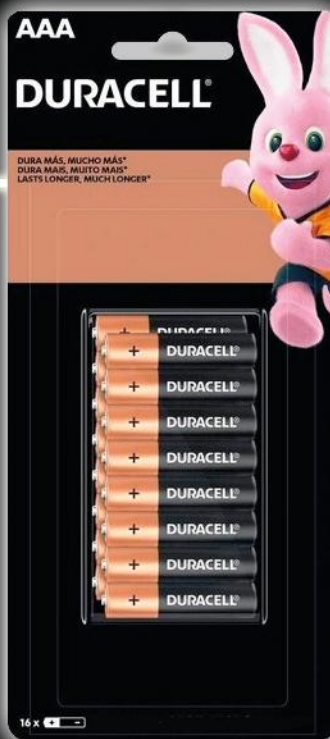 AAA
DURACELL®
DURA MÁS, MUCHO MÁS*
DURA MAIS, MUITO MAIS*
LASTS LONGER, MUCH LONGER*
+ DURACELL®
+ DURACELL®
+ DURACELL®
+ DURACELL®
+ DURACELL®
+ DURACELL®
+ DURACELL®
+ DURACELL®
+ DURACELL®
16 x + −